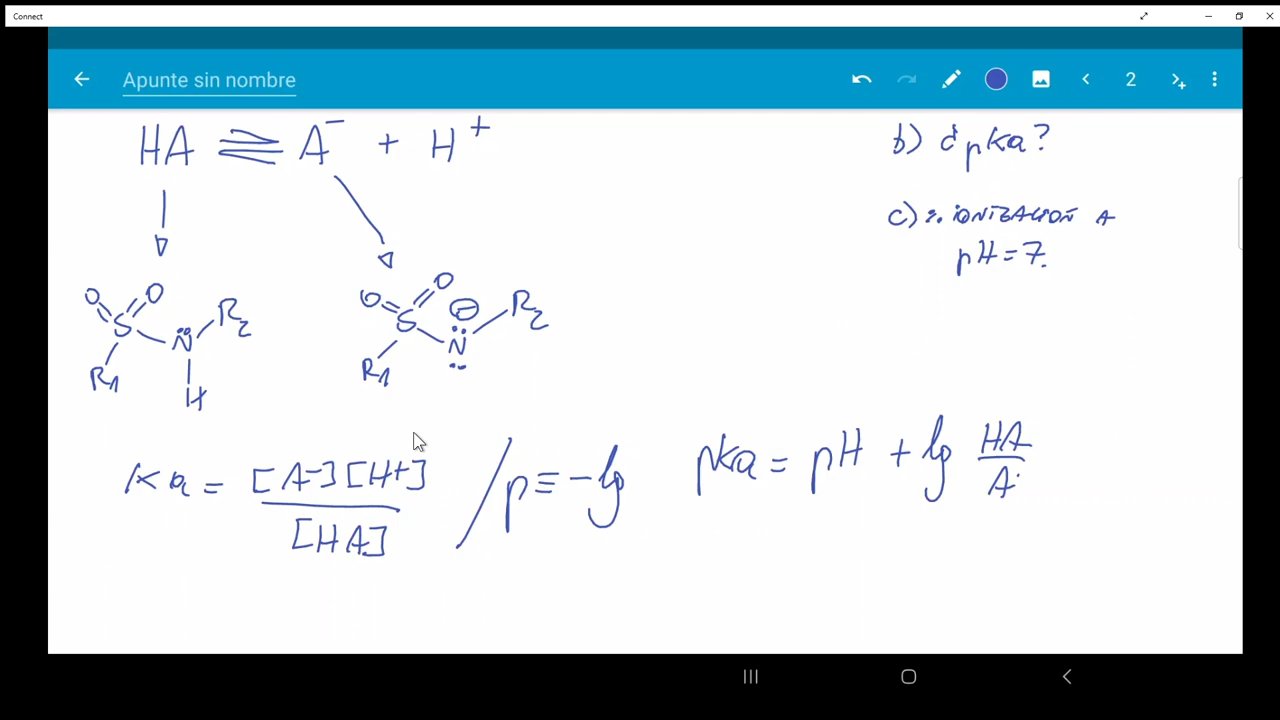 Connect
Apunte sin nombre
2
HA ⇌ A⁻ + H⁺
b) ¿pKa?
c) % IONIZACIÓN A
pH = 7.
O O S N̈ R2 R1 H
O O S ⊖ N R2 R1
Ka = [A-][H+] / p ≡ -lg
[HA]
pKa = pH + lg HA
A⁻